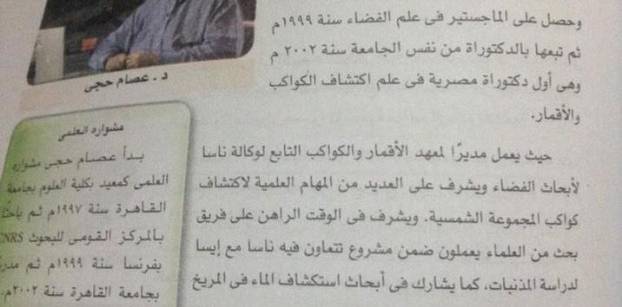 وحصل على الماجستير فى علم الفضاء سنة ١٩٩٩م
ثم تبعها بالدكتوراة من نفس الجامعة سنة ٢٠٠٢ م
وهى أول دكتوراة مصرية فى علم اكتشاف الكواكب
والأقمار.
حيث يعمل مديرًا لمعهد الأقمار والكواكب التابع لوكالة ناسا
لأبحاث الفضاء ويشرف على العديد من المهام العلمية لاكتشاف
كواكب المجموعة الشمسية. ويشرف فى الوقت الراهن على فريق
بحث من العلماء يعملون ضمن مشروع تتعاون فيه ناسا مع إيسا
لدراسة المذنبات، كما يشارك فى أبحاث استكشاف الماء فى المريخ
د. عصام حجى
مشواره العلمى
بدأ عصام حجى مشواره
العلمى كمعيد بكلية العلوم بجامعة
القاهرة سنة ١٩٩٧م ثم باحثًا
بالمركز القومى للبحوث CNRS
بفرنسا سنة ١٩٩٩م ثم
بجامعة القاهرة سنة ٢٠٠٢م